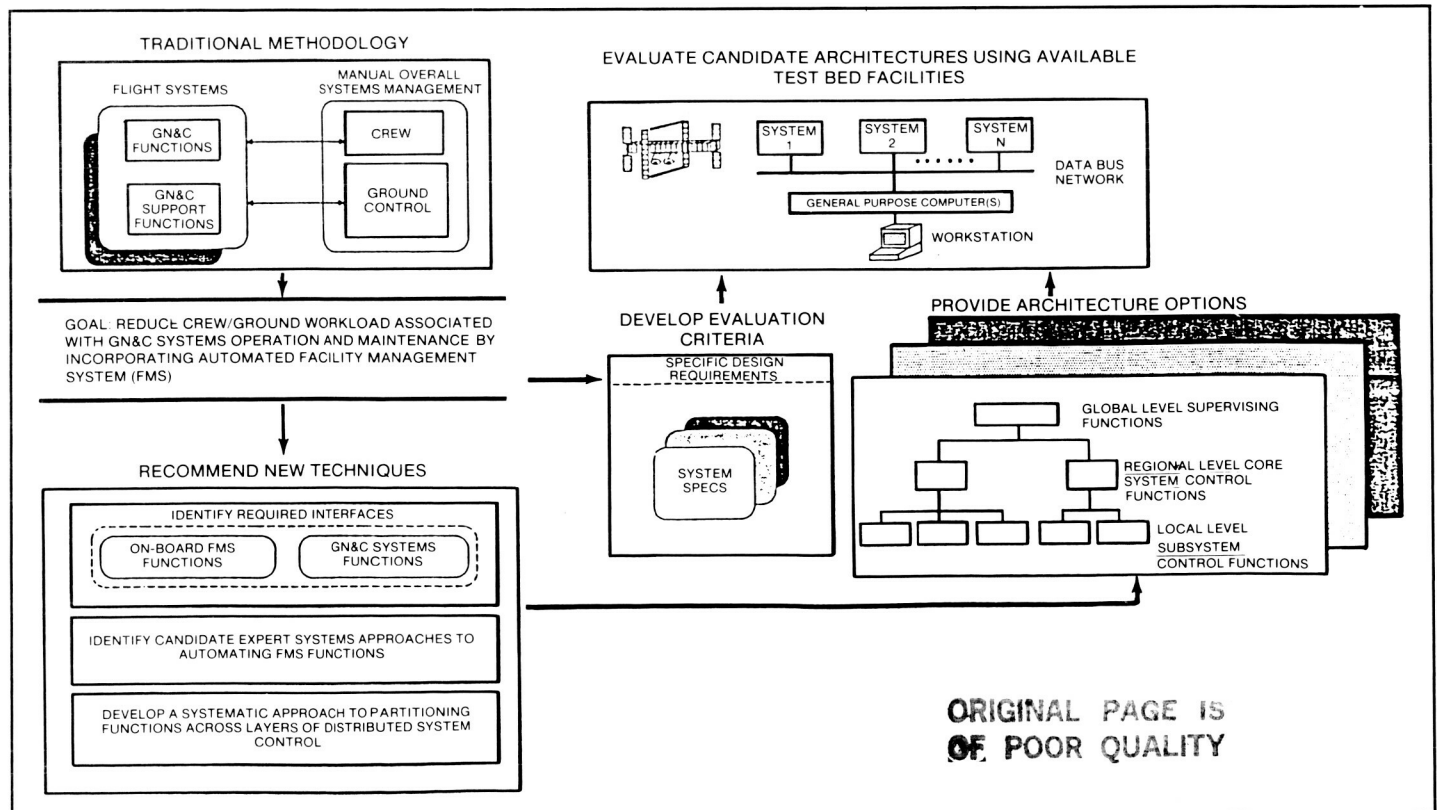 TRADITIONAL METHODOLOGY
FLIGHT SYSTEMS
MANUAL OVERALL
SYSTEMS MANAGEMENT
GN&C
FUNCTIONS
GN&C
SUPPORT
FUNCTIONS
CREW
GROUND
CONTROL
GOAL: REDUCE CREW/GROUND WORKLOAD ASSOCIATED
WITH GN&C SYSTEMS OPERATION AND MAINTENANCE BY
INCORPORATING AUTOMATED FACILITY MANAGEMENT
SYSTEM (FMS)
RECOMMEND NEW TECHNIQUES
IDENTIFY REQUIRED INTERFACES
ON-BOARD FMS
FUNCTIONS
GN&C SYSTEMS
FUNCTIONS
IDENTIFY CANDIDATE EXPERT SYSTEMS APPROACHES TO
AUTOMATING FMS FUNCTIONS
DEVELOP A SYSTEMATIC APPROACH TO PARTITIONING
FUNCTIONS ACROSS LAYERS OF DISTRIBUTED SYSTEM
CONTROL
EVALUATE CANDIDATE ARCHITECTURES USING AVAILABLE
TEST BED FACILITIES
SYSTEM
1
SYSTEM
2
SYSTEM
N
DATA BUS
NETWORK
GENERAL PURPOSE COMPUTER(S)
WORKSTATION
DEVELOP EVALUATION
CRITERIA
SPECIFIC DESIGN
REQUIREMENTS
SYSTEM
SPECS
PROVIDE ARCHITECTURE OPTIONS
GLOBAL LEVEL SUPERVISING
FUNCTIONS
REGIONAL LEVEL CORE
SYSTEM CONTROL
FUNCTIONS
LOCAL LEVEL
SUBSYSTEM
CONTROL FUNCTIONS
ORIGINAL PAGE IS
OF POOR QUALITY